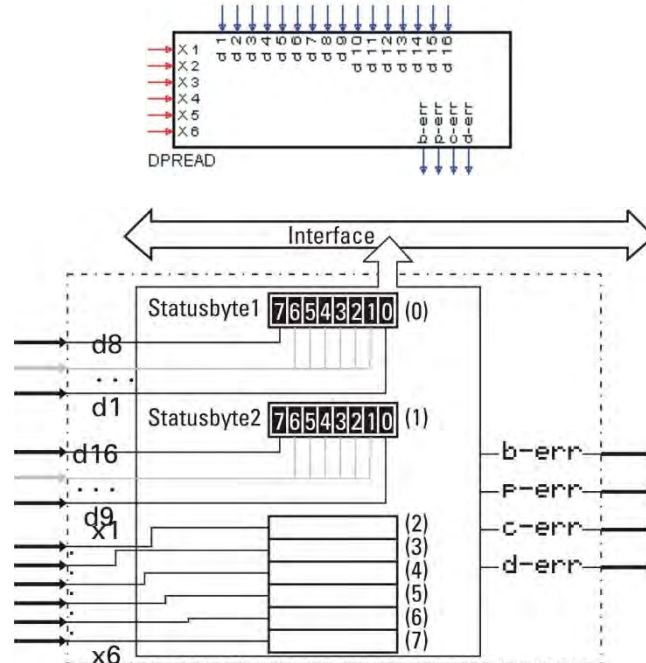 d1 d2 d3 d4 d5 d6 d7 d8 d9 d10 d11 d12 d13 d14 d15 d16
X1
X2
X3
X4
X5
X6
b-err p-err c-err d-err
DPREAD
Interface
Statusbyte1 76543210 (0)
d8
...
d1
Statusbyte2 76543210 (1)
d16
...
d9
x1
(2)
(3)
(4)
(5)
(6)
(7)
x6
b-err
p-err
c-err
d-err